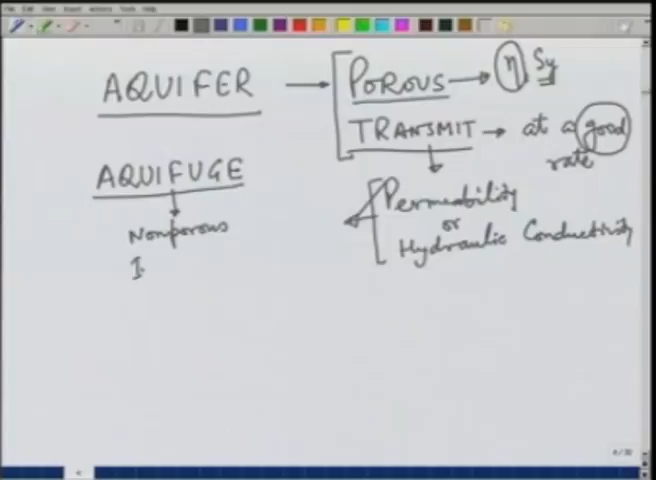 AQUIFER → POROUS → η, Sy
TRANSMIT → at a good
rate
AQUIFUGE
Permeability
or
Hydraulic Conductivity
Nonporous
I